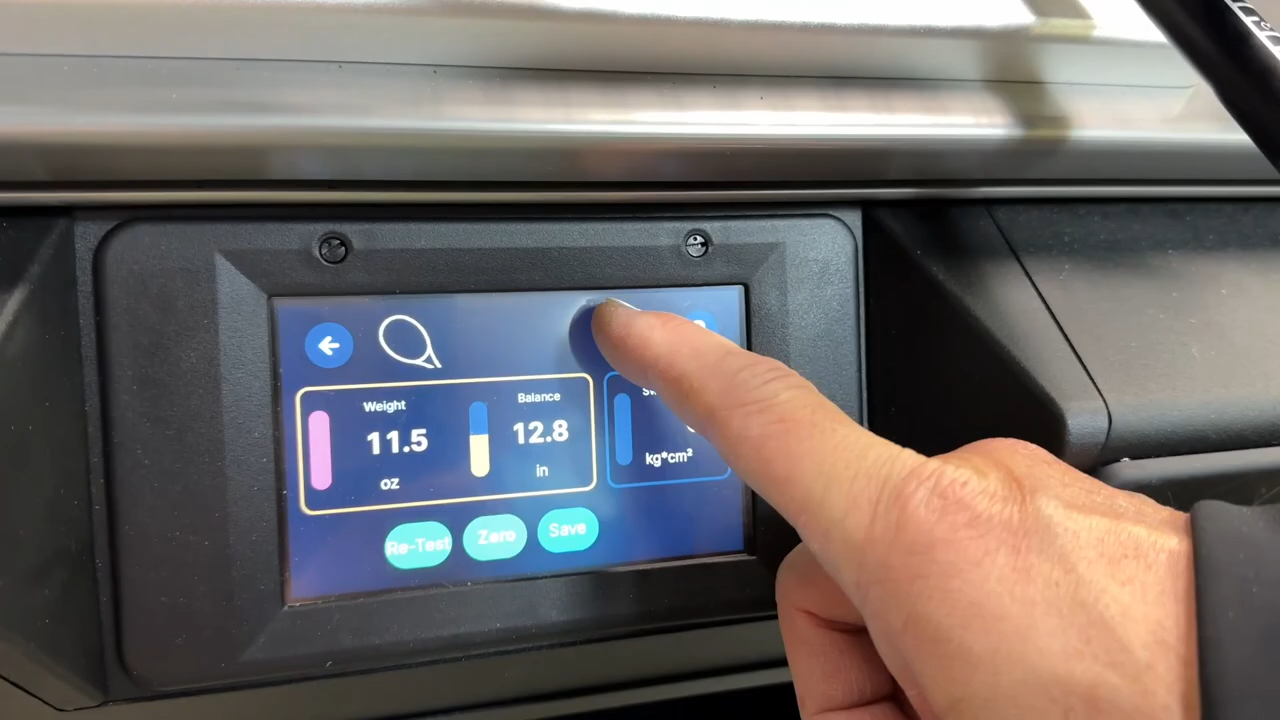 Weight
11.5
oz
Balance
12.8
in
kg*cm²
Re-Test
Zero
Save